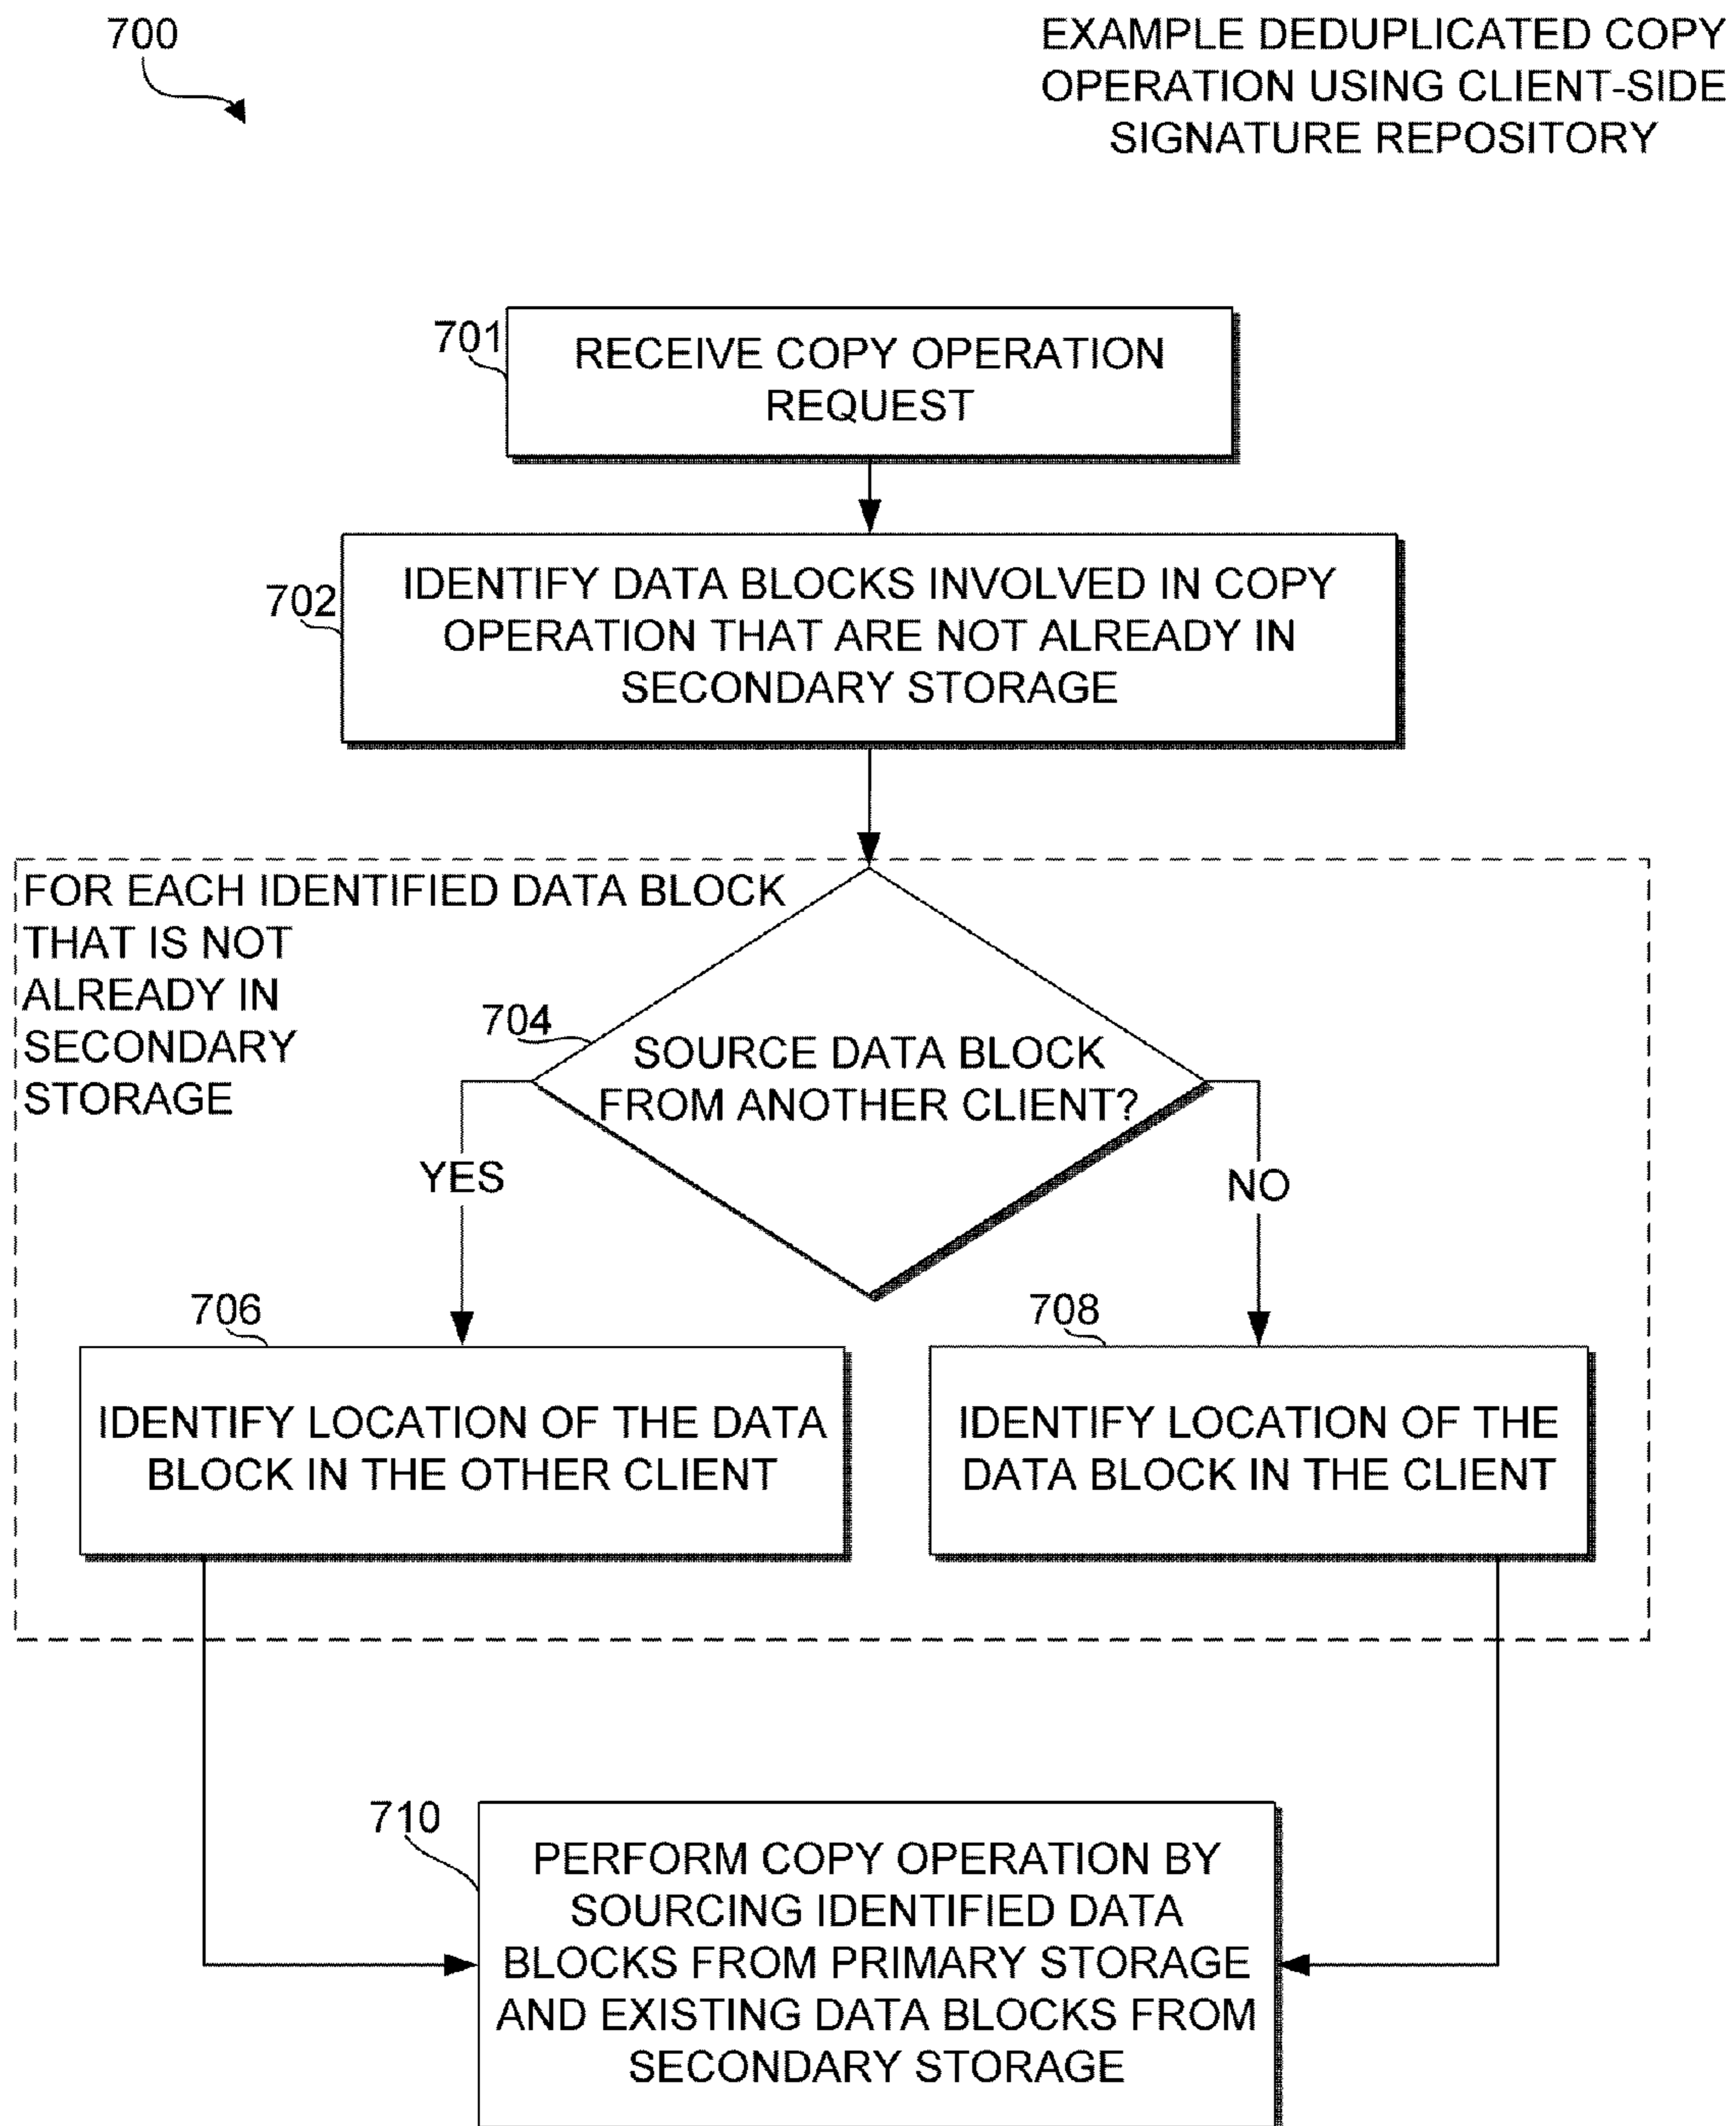 700
EXAMPLE DEDUPLICATED COPY
OPERATION USING CLIENT-SIDE
SIGNATURE REPOSITORY
701
RECEIVE COPY OPERATION
REQUEST
702
IDENTIFY DATA BLOCKS INVOLVED IN COPY
OPERATION THAT ARE NOT ALREADY IN
SECONDARY STORAGE
FOR EACH IDENTIFIED DATA BLOCK
THAT IS NOT
ALREADY IN
SECONDARY
STORAGE
704
SOURCE DATA BLOCK
FROM ANOTHER CLIENT?
YES
NO
706
IDENTIFY LOCATION OF THE DATA
BLOCK IN THE OTHER CLIENT
708
IDENTIFY LOCATION OF THE
DATA BLOCK IN THE CLIENT
710
PERFORM COPY OPERATION BY
SOURCING IDENTIFIED DATA
BLOCKS FROM PRIMARY STORAGE
AND EXISTING DATA BLOCKS FROM
SECONDARY STORAGE